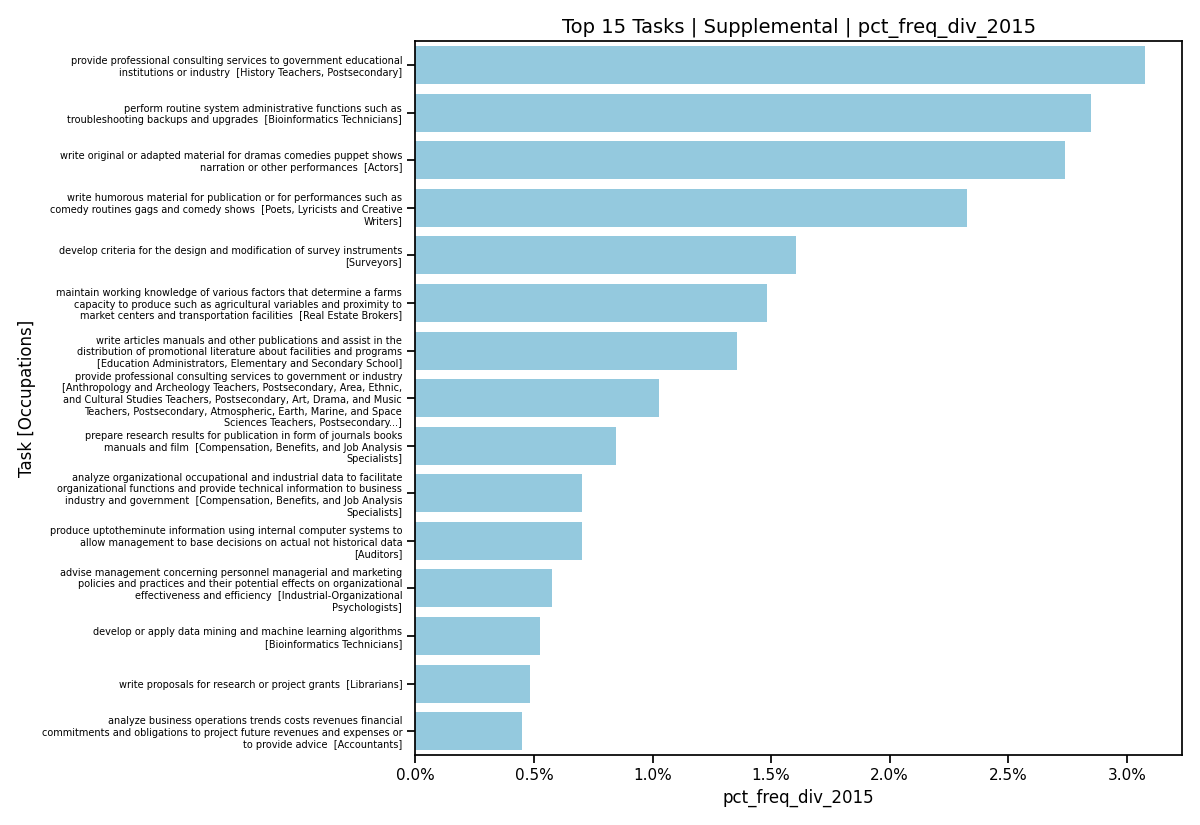 Top 15 Tasks | Supplemental | pct_freq_div_2015
provide professional consulting services to government educational
institutions or industry  [History Teachers, Postsecondary]
perform routine system administrative functions such as
troubleshooting backups and upgrades  [Bioinformatics Technicians]
write original or adapted material for dramas comedies puppet shows
narration or other performances  [Actors]
write humorous material for publication or for performances such as
comedy routines gags and comedy shows  [Poets, Lyricists and Creative
Writers]
develop criteria for the design and modification of survey instruments
[Surveyors]
maintain working knowledge of various factors that determine a farms
capacity to produce such as agricultural variables and proximity to
market centers and transportation facilities  [Real Estate Brokers]
write articles manuals and other publications and assist in the
distribution of promotional literature about facilities and programs
[Education Administrators, Elementary and Secondary School]
provide professional consulting services to government or industry
[Anthropology and Archeology Teachers, Postsecondary, Area, Ethnic,
and Cultural Studies Teachers, Postsecondary, Art, Drama, and Music
Teachers, Postsecondary, Atmospheric, Earth, Marine, and Space
Sciences Teachers, Postsecondary...]
prepare research results for publication in form of journals books
manuals and film  [Compensation, Benefits, and Job Analysis
Specialists]
analyze organizational occupational and industrial data to facilitate
organizational functions and provide technical information to business
industry and government  [Compensation, Benefits, and Job Analysis
Specialists]
produce uptotheminute information using internal computer systems to
allow management to base decisions on actual not historical data
[Auditors]
advise management concerning personnel managerial and marketing
policies and practices and their potential effects on organizational
effectiveness and efficiency  [Industrial-Organizational
Psychologists]
develop or apply data mining and machine learning algorithms
[Bioinformatics Technicians]
write proposals for research or project grants  [Librarians]
analyze business operations trends costs revenues financial
commitments and obligations to project future revenues and expenses or
to provide advice  [Accountants]
Task [Occupations]
0.0% 0.5% 1.0% 1.5% 2.0% 2.5% 3.0%
pct_freq_div_2015